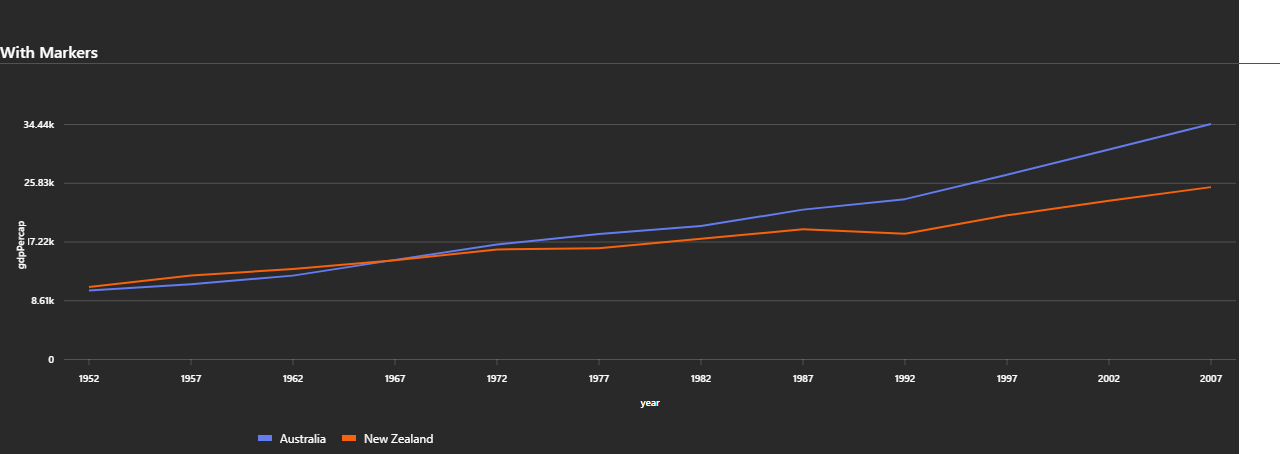 With Markers
34.44k
25.83k
17.22k
8.61k
0
gdpPercap
1952 1957 1962 1967 1972 1977 1982 1987 1992 1997 2002 2007
year
Australia New Zealand